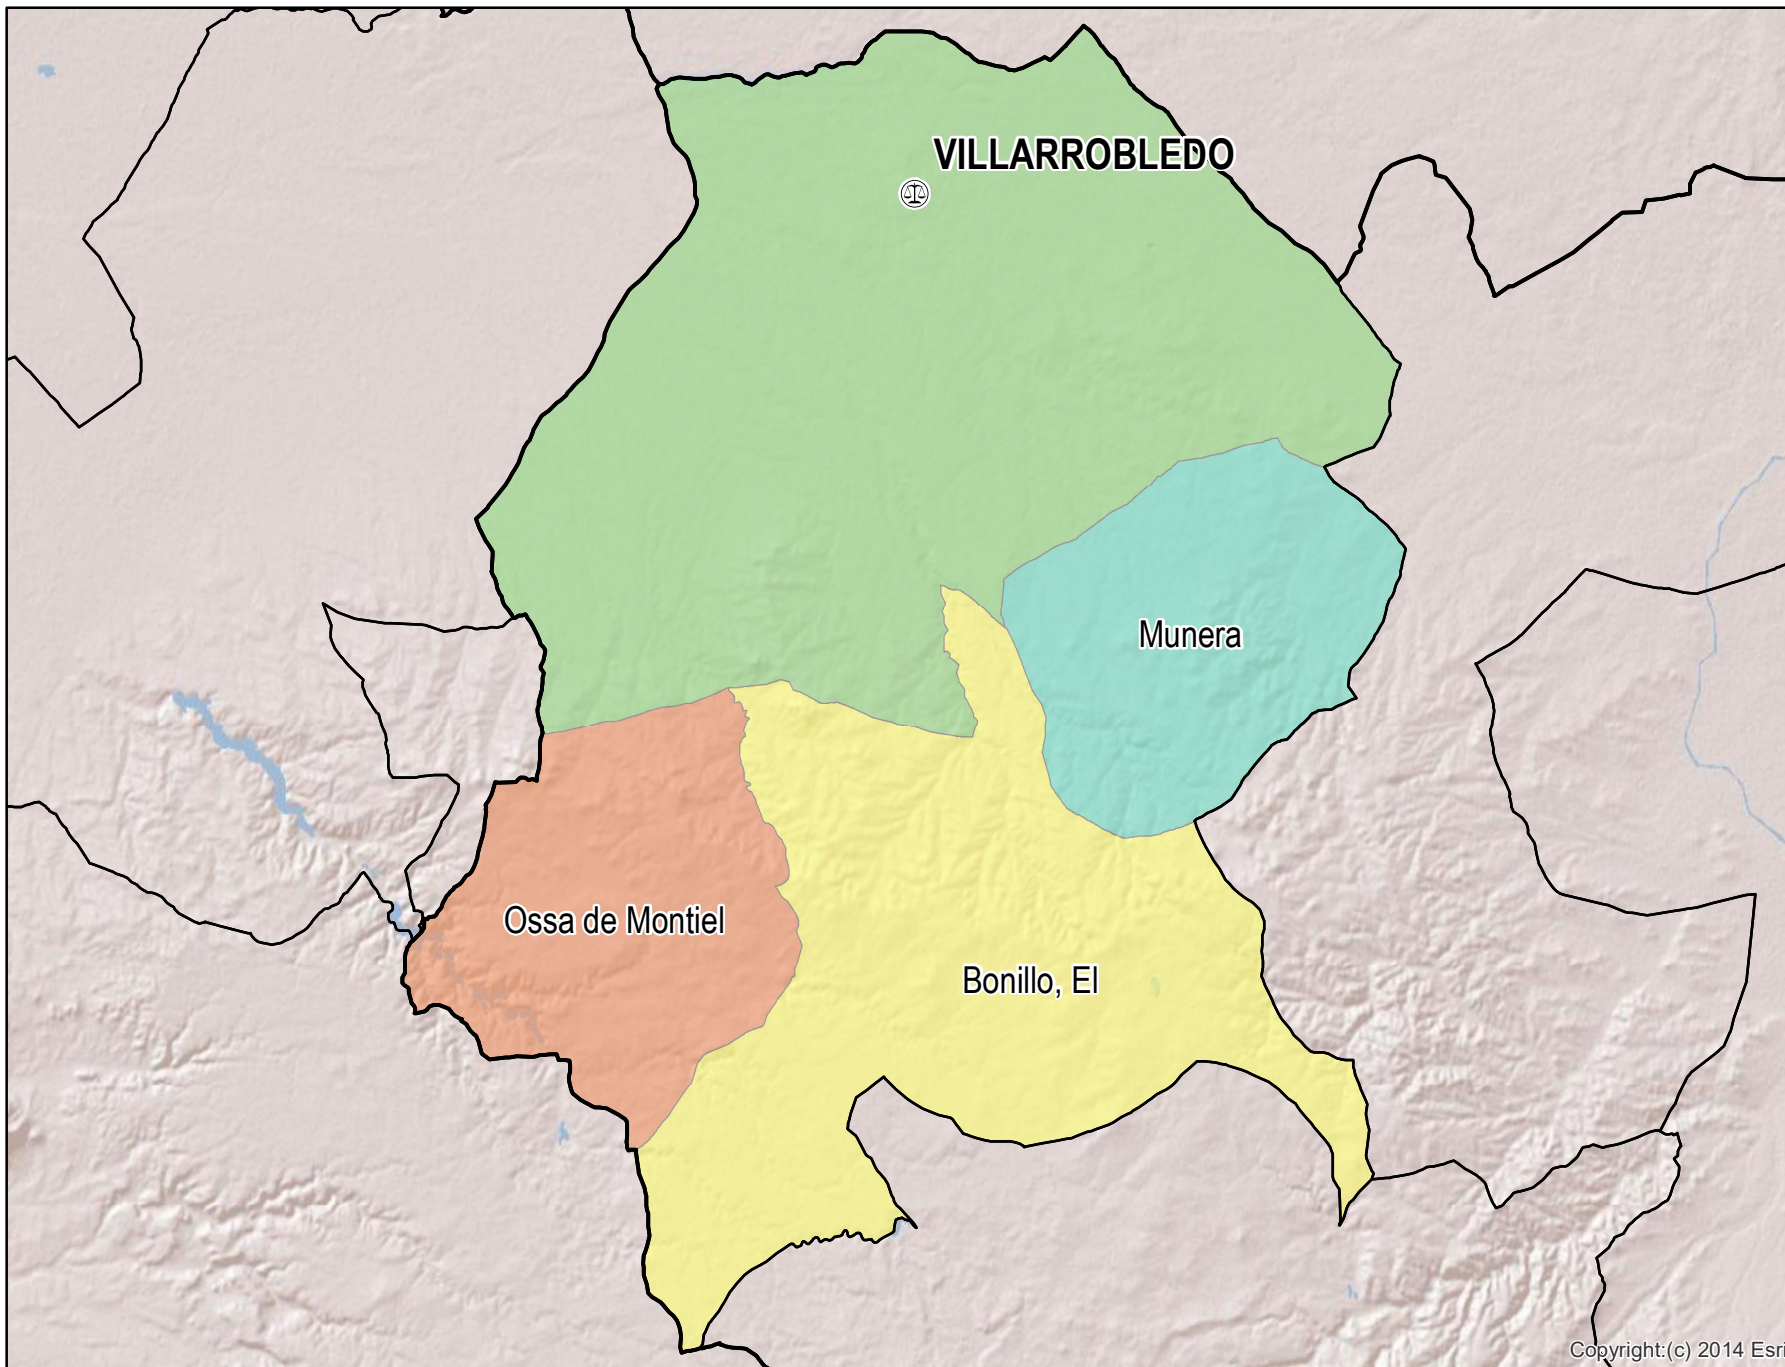 VILLARROBLEDO
Munera
Ossa de Montiel
Bonillo, El
Copyright:(c) 2014 Esri